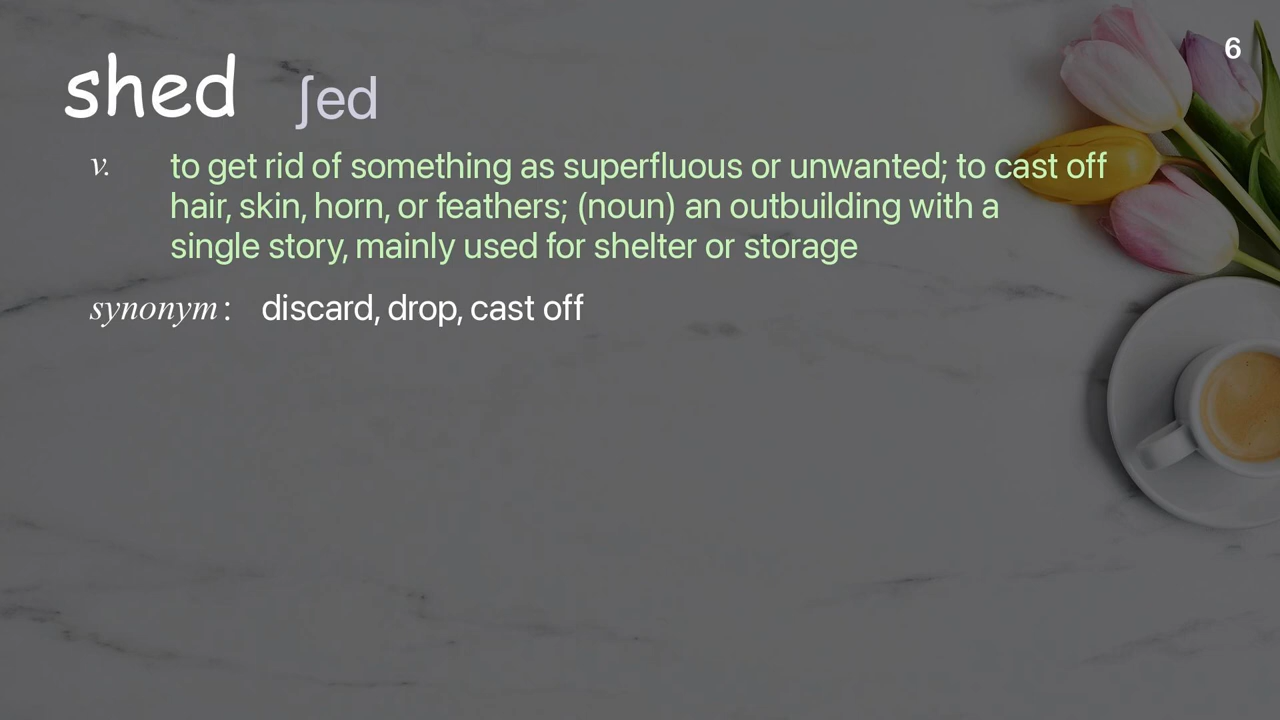 6
shed ʃed
v. to get rid of something as superfluous or unwanted; to cast off
hair, skin, horn, or feathers; (noun) an outbuilding with a
single story, mainly used for shelter or storage
synonym : discard, drop, cast off